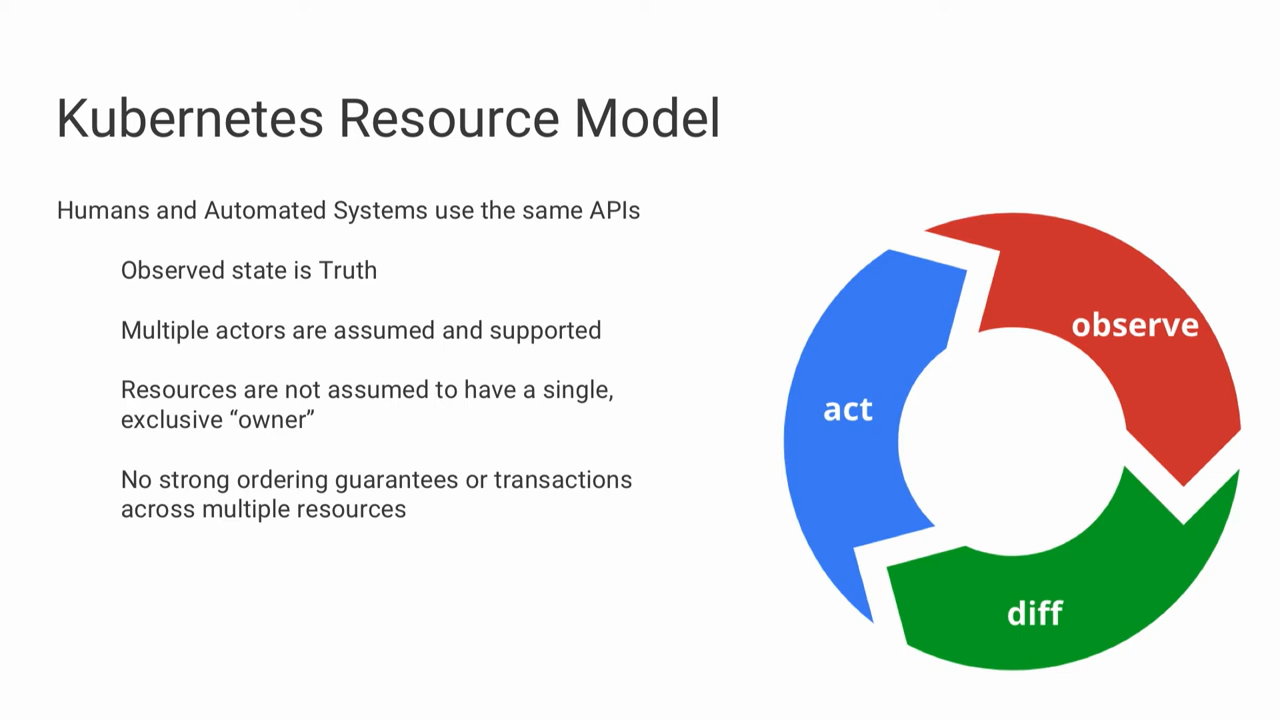 Kubernetes Resource Model
Humans and Automated Systems use the same APIs
Observed state is Truth
Multiple actors are assumed and supported
Resources are not assumed to have a single,
exclusive “owner”
No strong ordering guarantees or transactions
across multiple resources
observe
act
diff